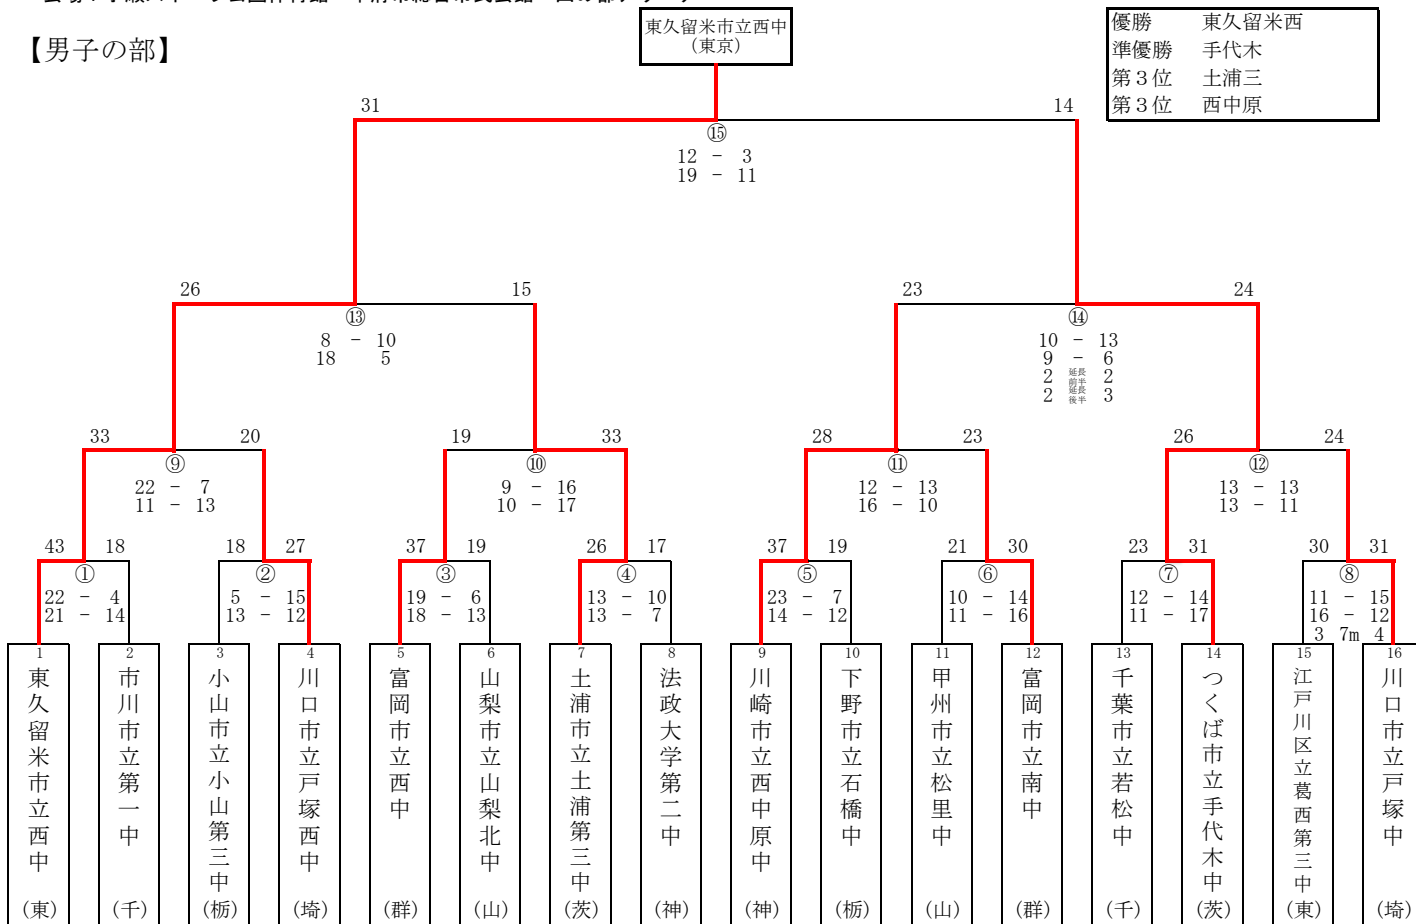 【男子の部】
東久留米市立西中
（東京）
優勝 東久留米西
準優勝 手代木
第３位 土浦三
第３位 西中原
31 14
⑮
12 － 3
19 － 11
26 15
⑬
8 － 10
18 5
23 24
⑭
10 － 13
9 － 6
2 延長前半 2
2 延長後半 3
33 20
⑨
22 － 7
11 － 13
19 33
⑩
9 － 16
10 － 17
28 23
⑪
12 － 13
16 － 10
26 24
⑫
13 － 13
13 － 11
43 18
①
22 － 4
21 － 14
18 27
②
5 － 15
13 － 12
37 19
③
19 － 6
18 － 13
26 17
④
13 － 10
13 － 7
37 19
⑤
23 － 7
14 － 12
21 30
⑥
10 － 14
11 － 16
23 31
⑦
12 － 14
11 － 17
30 31
⑧
11 － 15
16 － 12
3 7m 4
1 東久留米市立西中 （東）
2 市川市立第一中 （千）
3 小山市立小山第三中 （栃）
4 川口市立戸塚西中 （埼）
5 富岡市立西中 （群）
6 山梨市立山梨北中 （山）
7 土浦市立土浦第三中 （茨）
8 法政大学第二中 （神）
9 川崎市立西中原中 （神）
10 下野市立石橋中 （栃）
11 甲州市立松里中 （山）
12 富岡市立南中 （群）
13 千葉市立若松中 （千）
14 つくば市立手代木中 （茨）
15 江戸川区立葛西第三中 （東）
16 川口市立戸塚中 （埼）